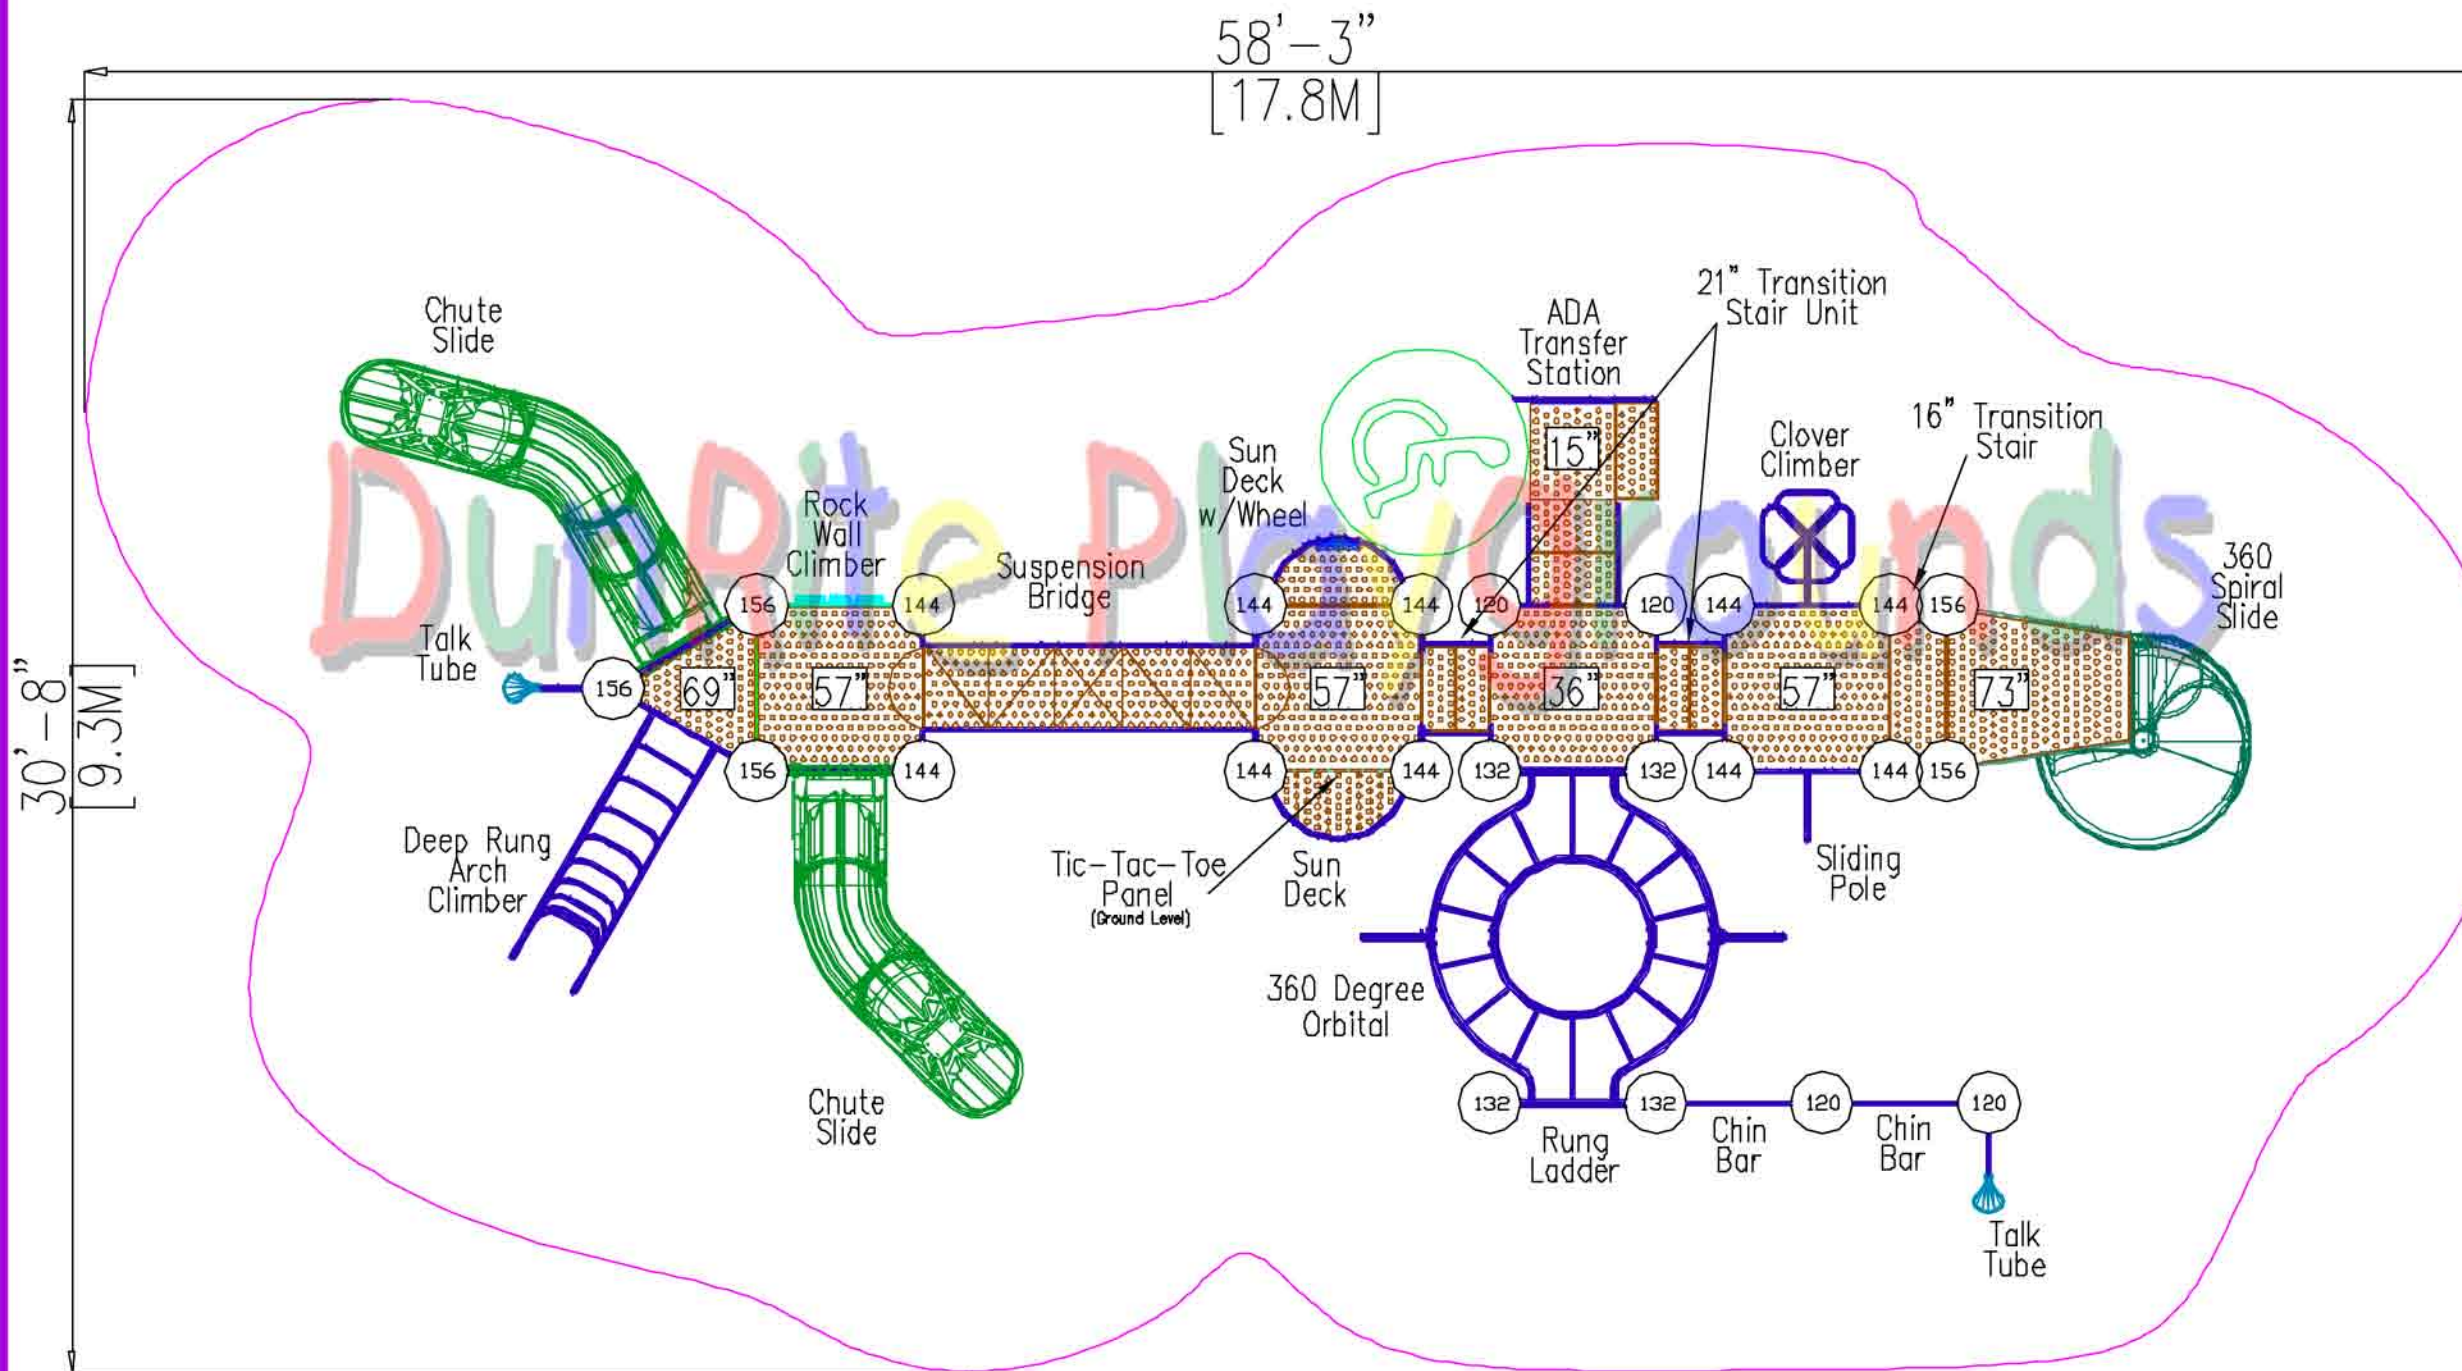 58'-3"
[17.8M]
30'-8"
[9.3M]
Chute
Slide
21" Transition
Stair Unit
ADA
Transfer
Station
16" Transition
Stair
Clover
Climber
15"
Sun
Deck
w/Wheel
Rock
Wall
Climber
Suspension
Bridge
DunRite Playgrounds
360
Spiral
Slide
156
144
144
144
120
120
144
144
156
Talk
Tube
156
69"
57"
57"
36"
57"
73"
156
144
144
144
132
132
144
144
156
Deep Rung
Arch
Climber
Tic-Tac-Toe
Panel
(Ground Level)
Sun
Deck
Sliding
Pole
360 Degree
Orbital
Chute
Slide
132
132
120
120
Rung
Ladder
Chin
Bar
Chin
Bar
Talk
Tube